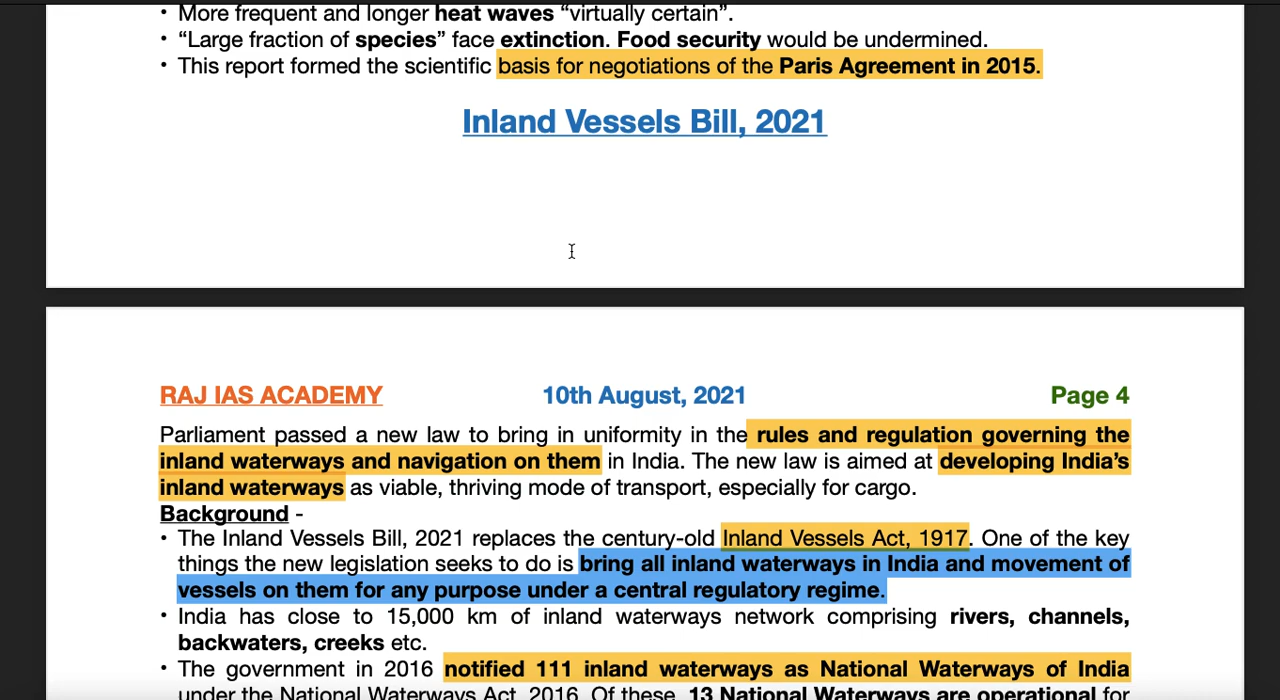 • More frequent and longer heat waves “virtually certain”.
• “Large fraction of species” face extinction. Food security would be undermined.
• This report formed the scientific basis for negotiations of the Paris Agreement in 2015.
Inland Vessels Bill, 2021
RAJ IAS ACADEMY 10th August, 2021 Page 4
Parliament passed a new law to bring in uniformity in the rules and regulation governing the
inland waterways and navigation on them in India. The new law is aimed at developing India’s
inland waterways as viable, thriving mode of transport, especially for cargo.
Background -
• The Inland Vessels Bill, 2021 replaces the century-old Inland Vessels Act, 1917. One of the key
things the new legislation seeks to do is bring all inland waterways in India and movement of
vessels on them for any purpose under a central regulatory regime.
• India has close to 15,000 km of inland waterways network comprising rivers, channels,
backwaters, creeks etc.
• The government in 2016 notified 111 inland waterways as National Waterways of India
under the National Waterways Act, 2016. Of these, 13 National Waterways are operational for